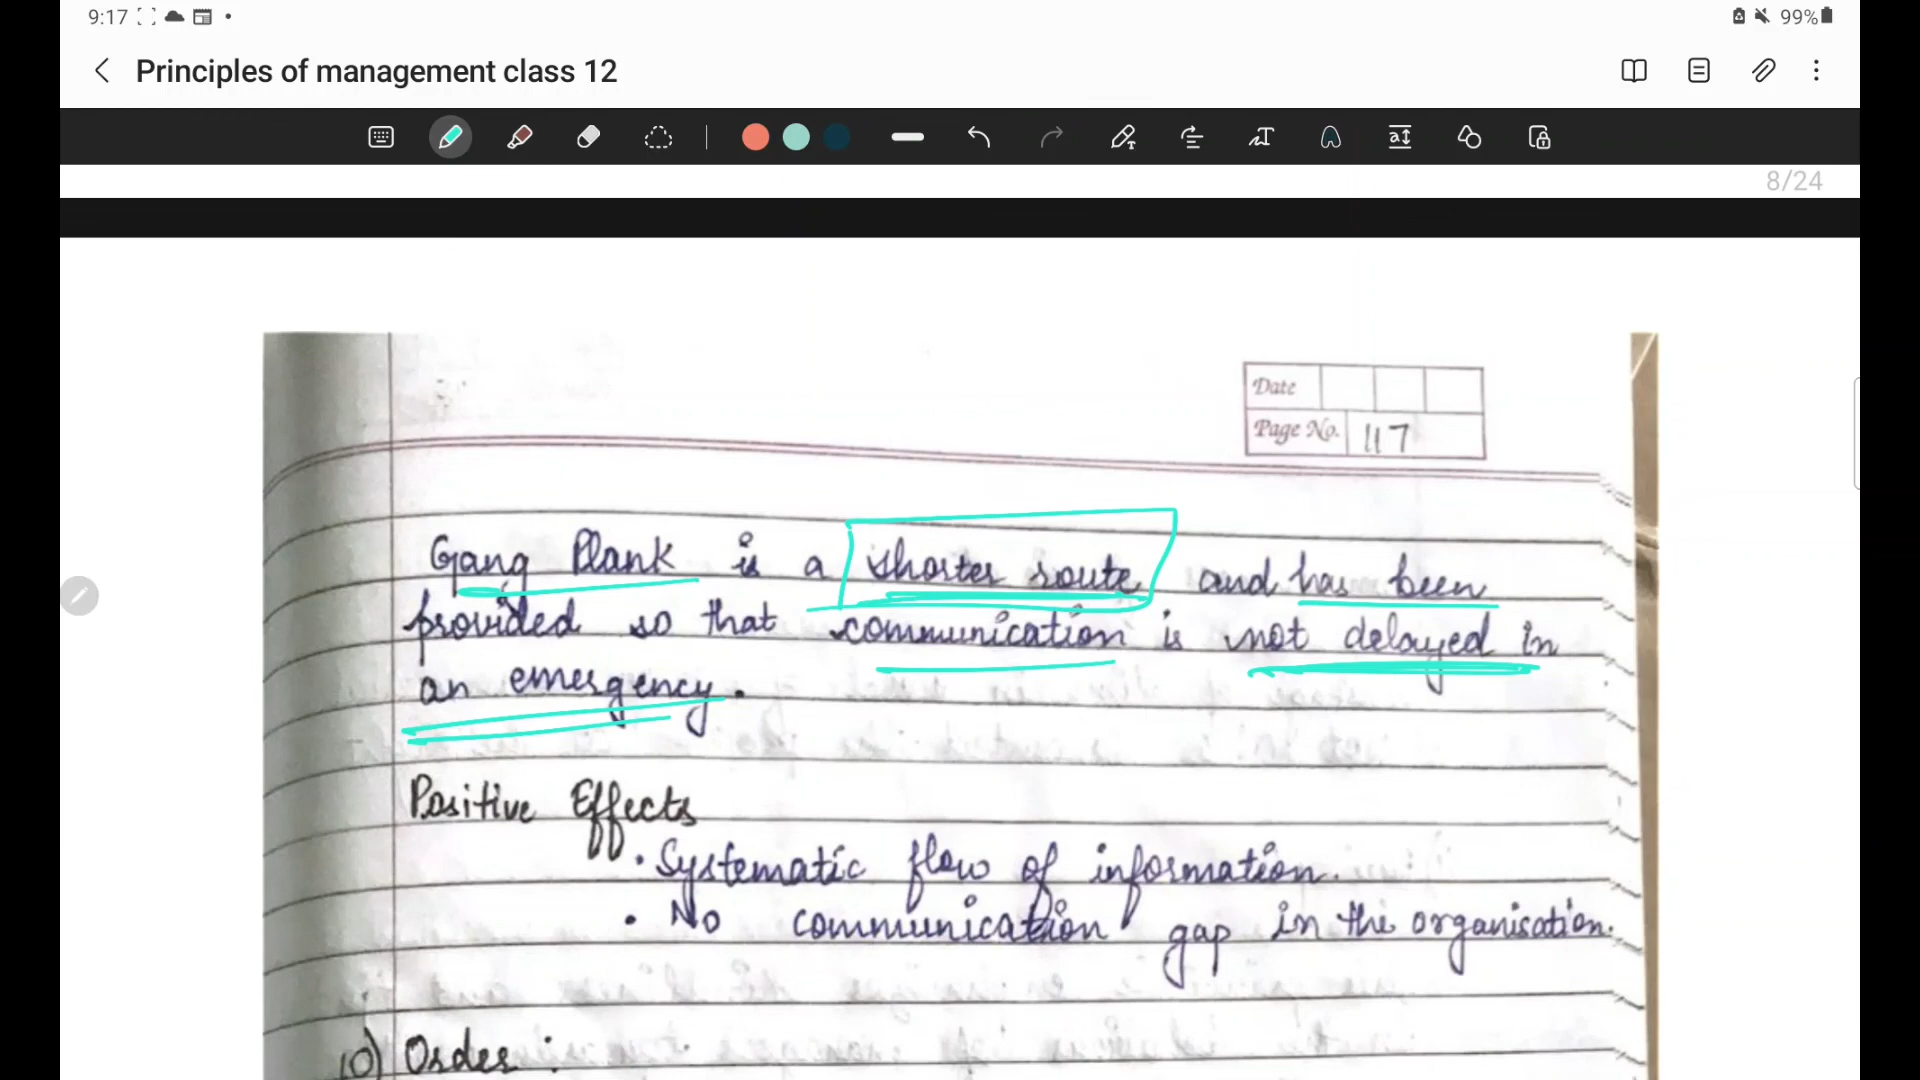 9:17
99%
Principles of management class 12
8/24
Date
Page No. 117
Gang Plank is a shorter route and has been
provided so that communication is not delayed in
an emergency.
Positive Effects
• Systematic flow of information.
• No communication gap in the organisation.
10) Order :